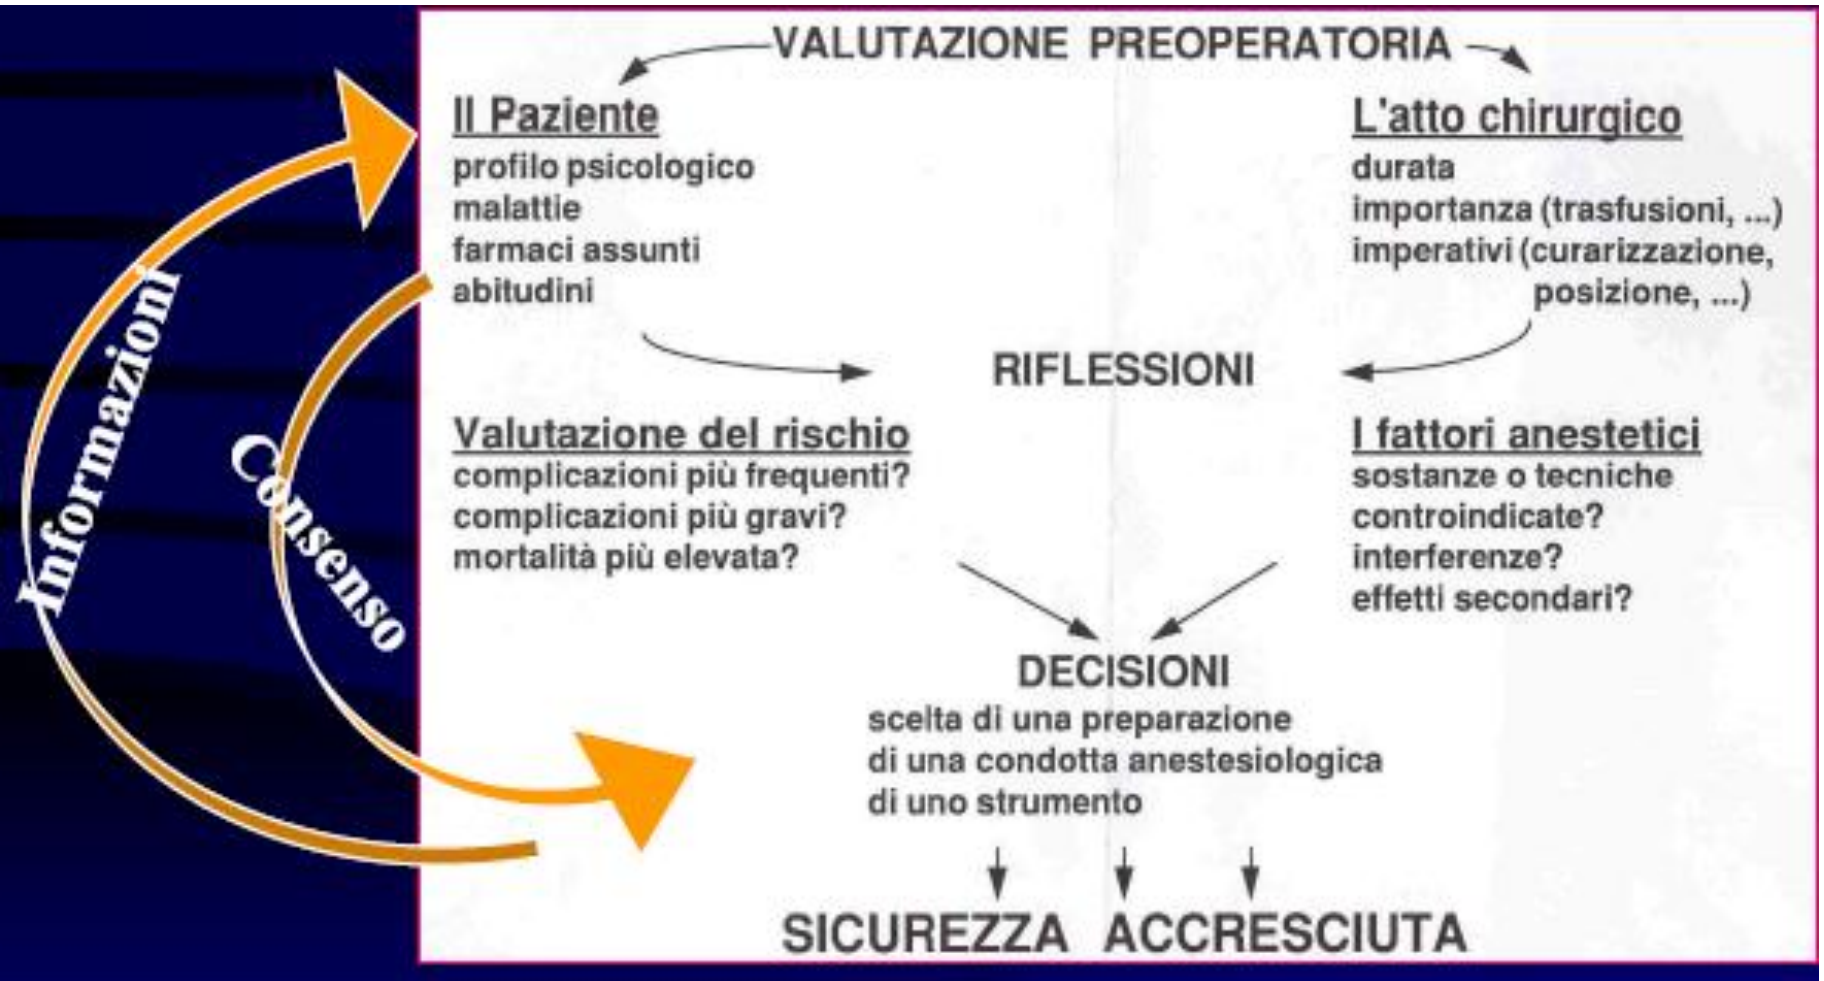 VALUTAZIONE PREOPERATORIA
Il Paziente
profilo psicologico
malattie
farmaci assunti
abitudini
L'atto chirurgico
durata
importanza (trasfusioni, ...)
imperativi (curarizzazione,
posizione, ...)
RIFLESSIONI
Valutazione del rischio
complicazioni più frequenti?
complicazioni più gravi?
mortalità più elevata?
I fattori anestetici
sostanze o tecniche
controindicate?
interferenze?
effetti secondari?
DECISIONI
scelta di una preparazione
di una condotta anestesiologica
di uno strumento
SICUREZZA ACCRESCIUTA
Informazioni
Consenso